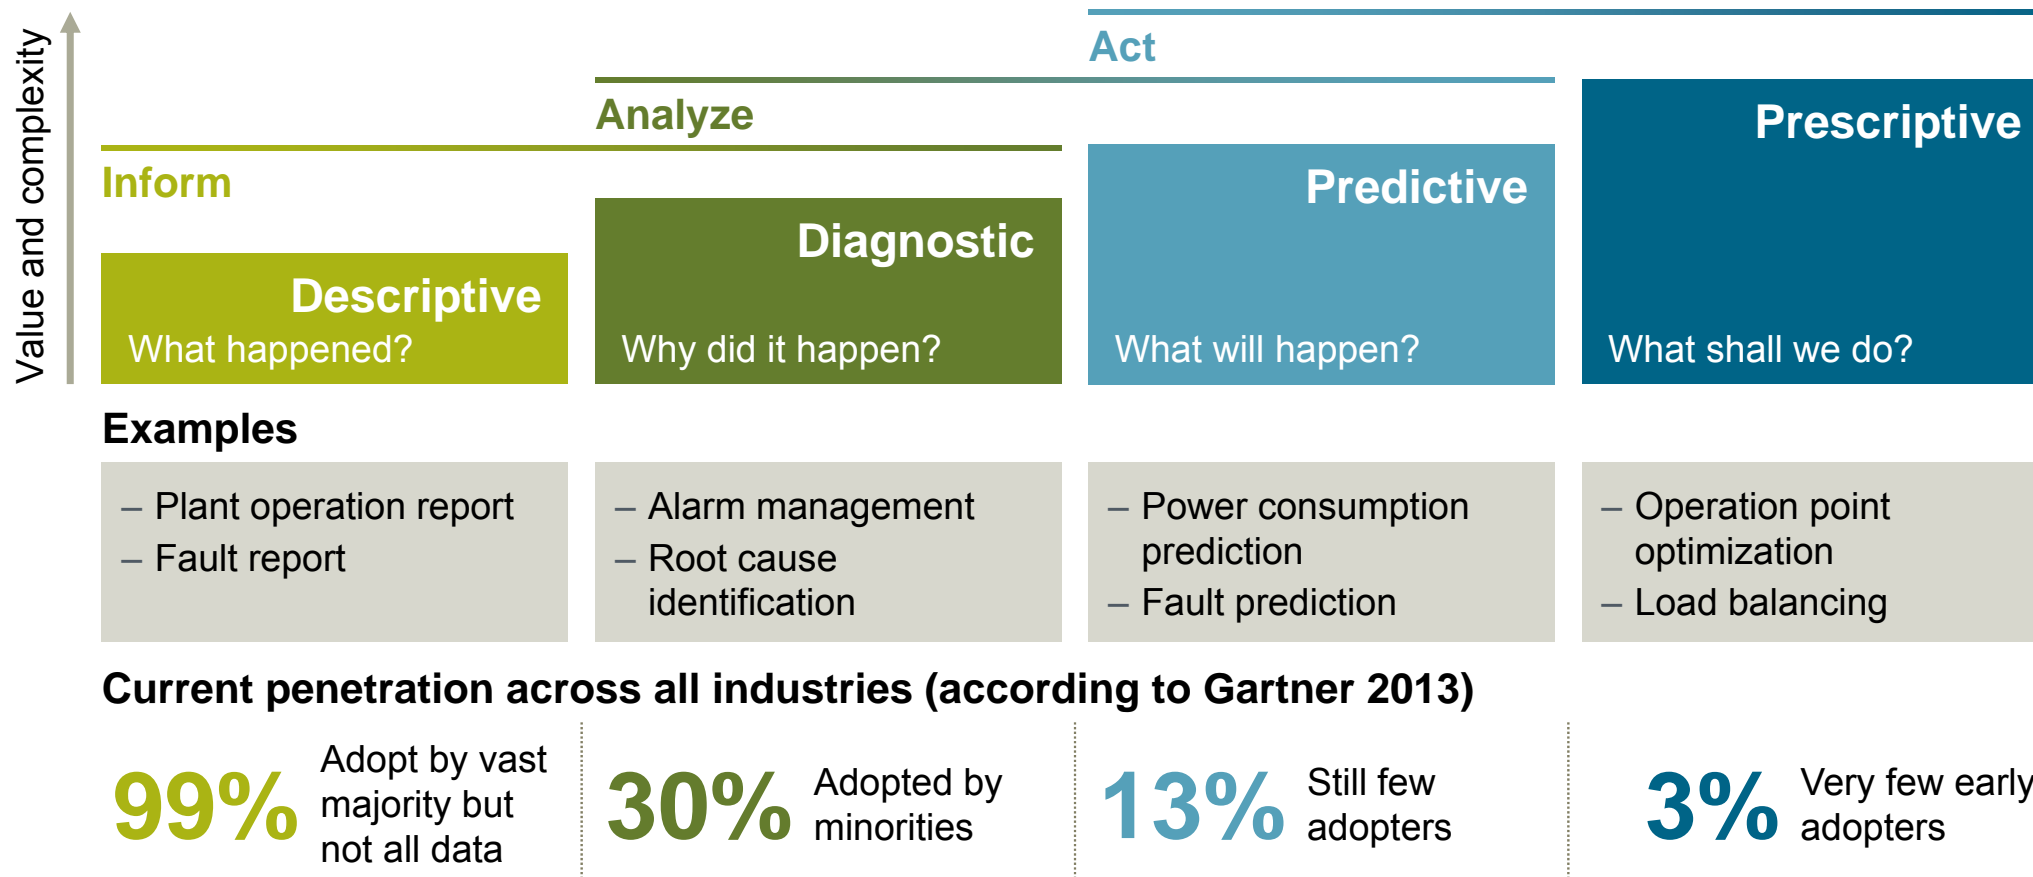 Value and complexity
Act
Analyze
Inform
Prescriptive
Predictive
Diagnostic
Descriptive
What happened?
Why did it happen?
What will happen?
What shall we do?
Examples
– Plant operation report
– Fault report
– Alarm management
– Root cause
identification
– Power consumption
prediction
– Fault prediction
– Operation point
optimization
– Load balancing
Current penetration across all industries (according to Gartner 2013)
99%
Adopt by vast
majority but
not all data
30%
Adopted by
minorities
13%
Still few
adopters
3%
Very few early
adopters